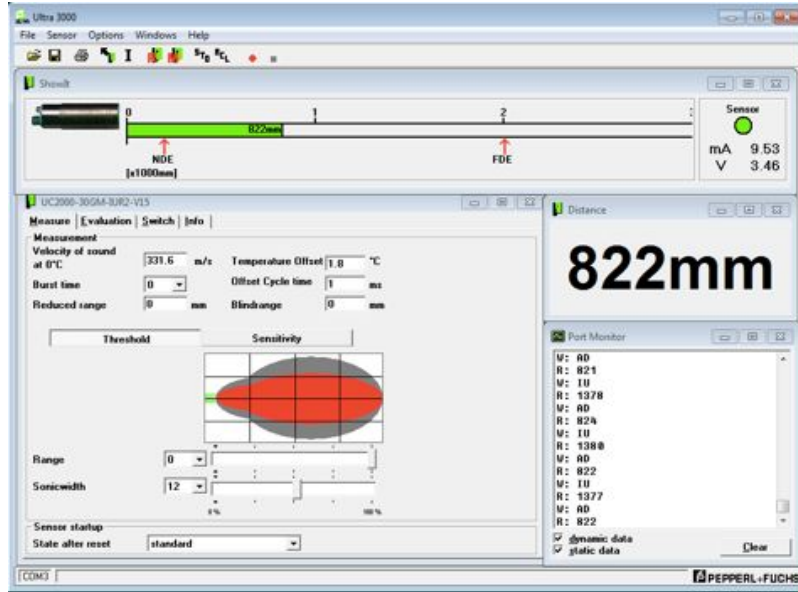 Ultra 3000
File Sensor Options Windows Help
ShowIt
0 1 2
822mm
NDE FDE
[x1000mm]
Sensor
mA 9.53
V 3.46
UC2000-30GM-IUR2-V15
Measure Evaluation Switch Info
Measurement
Velocity of sound at 0°C 331.6 m/s Temperature Offset 1.8 °C
Burst time 0 Offset Cycle time 1 ms
Reduced range 0 mm Blindrange 0 mm
Threshold Sensitivity
Range 0
Sonicwidth 12
Sensor startup
State after reset standard
Distance
822mm
Port Monitor
W: AD
R: 821
W: IU
R: 1378
W: AD
R: 824
W: IU
R: 1380
W: AD
R: 822
W: IU
R: 1377
W: AD
R: 822
dynamic data
static data
Clear
COM3
PEPPERL+FUCHS